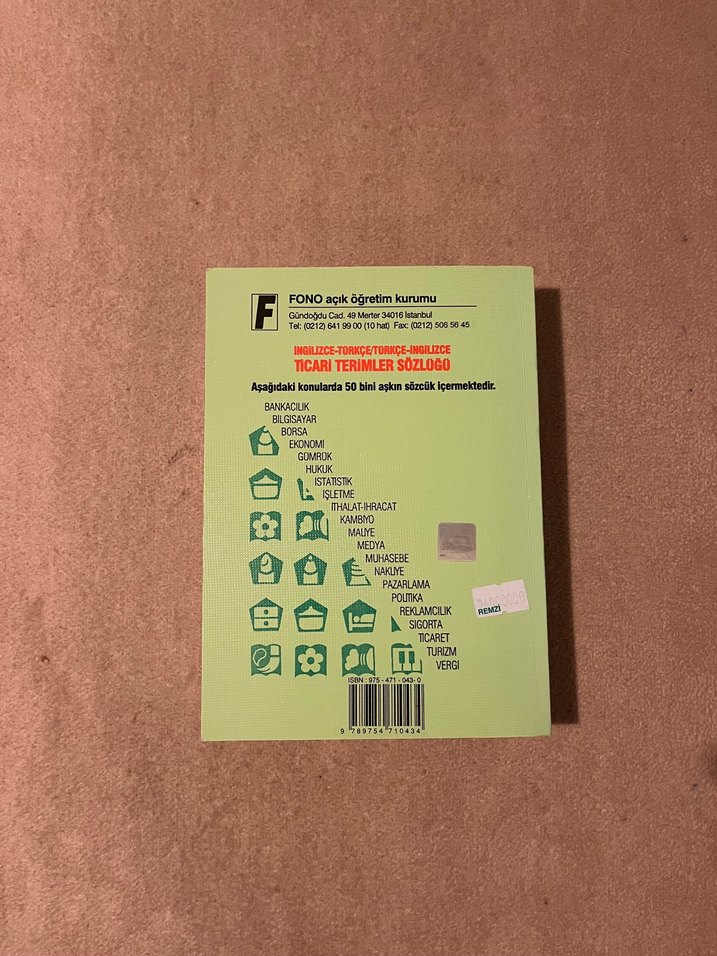 F
FONO açık öğretim kurumu
Gündoğdu Cad. 49 Merter 34016 İstanbul
Tel: (0212) 641 99 00 (10 hat) Fax: (0212) 506 56 45
İNGİLİZCE-TÜRKÇE/TÜRKÇE-İNGİLİZCE
TİCARİ TERİMLER SÖZLÜĞÜ
Aşağıdaki konularda 50 bini aşkın sözcük içermektedir.
BANKACILIK
BİLGİSAYAR
BORSA
EKONOMİ
GÜMRÜK
HUKUK
İSTATİSTİK
İŞLETME
İTHALAT-İHRACAT
KAMBİYO
MALİYE
MEDYA
MUHASEBE
NAKLİYE
PAZARLAMA
POLİTİKA
REKLAMCILIK
SİGORTA
TİCARET
TURİZM
VERGİ
REMZİ
ISBN : 975 - 471 - 043- 0
9 789754 710434